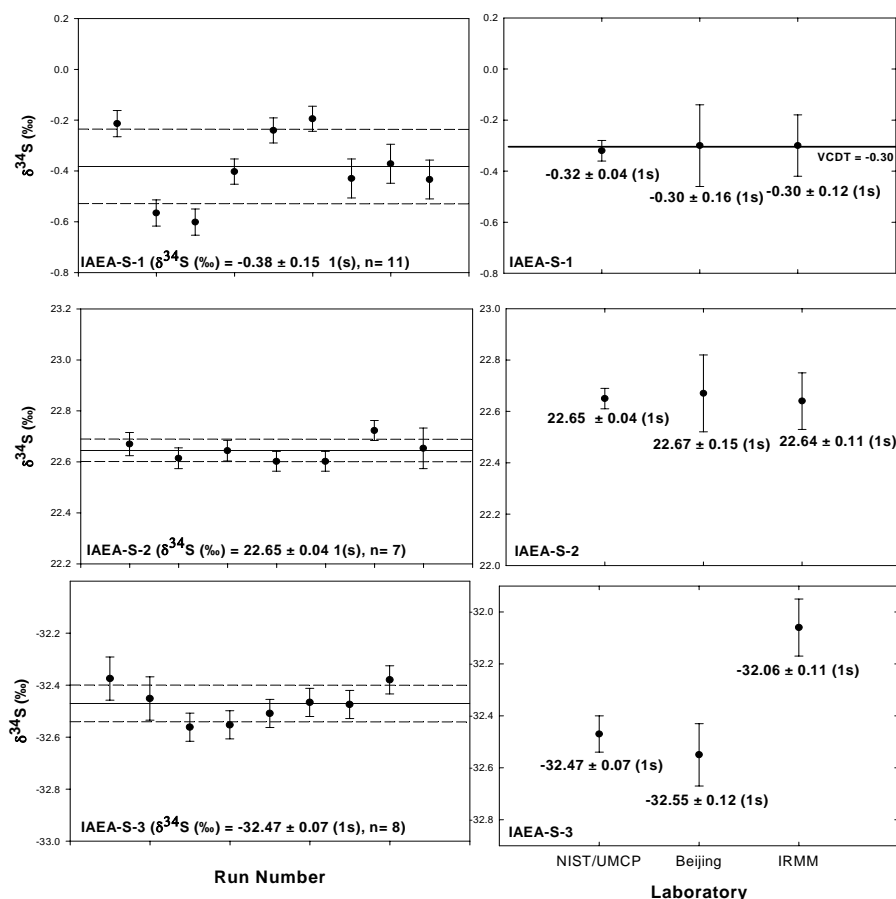 0.2
0.0
-0.2
-0.4
-0.6
-0.8
δ34S (‰)
IAEA-S-1 (δ34S (‰) = -0.38 ± 0.15 1(s), n= 11)
0.2
0.0
-0.2
-0.4
-0.6
-0.8
VCDT = -0.30
-0.32 ± 0.04 (1s)
-0.30 ± 0.16 (1s)
-0.30 ± 0.12 (1s)
IAEA-S-1
23.2
23.0
22.8
22.6
22.4
22.2
δ34S (‰)
IAEA-S-2 (δ34S (‰) = 22.65 ± 0.04 1(s), n= 7)
23.0
22.8
22.6
22.4
22.2
22.0
22.65 ± 0.04 (1s)
22.67 ± 0.15 (1s)
22.64 ± 0.11 (1s)
IAEA-S-2
-32.2
-32.4
-32.6
-32.8
-33.0
δ34S (‰)
IAEA-S-3 (δ34S (‰) = -32.47 ± 0.07 (1s), n= 8)
Run Number
-32.0
-32.2
-32.4
-32.6
-32.8
-32.06 ± 0.11 (1s)
-32.47 ± 0.07 (1s)
-32.55 ± 0.12 (1s)
IAEA-S-3
NIST/UMCP Beijing IRMM
Laboratory